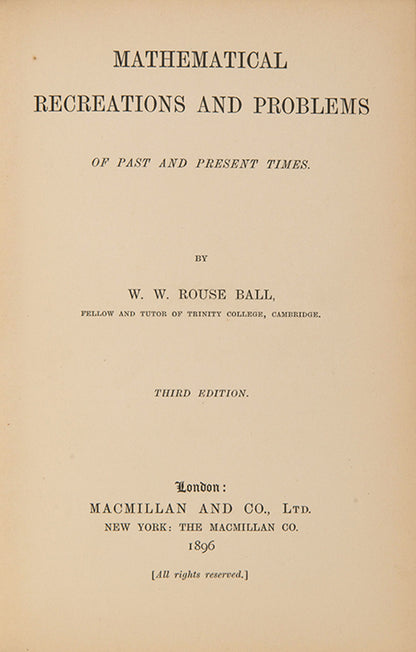 MATHEMATICAL
RECREATIONS AND PROBLEMS
OF PAST AND PRESENT TIMES.
BY
W. W. ROUSE BALL,
FELLOW AND TUTOR OF TRINITY COLLEGE, CAMBRIDGE.
THIRD EDITION.
London:
MACMILLAN AND CO., LTD.
NEW YORK: THE MACMILLAN CO.
1896
[All rights reserved.]